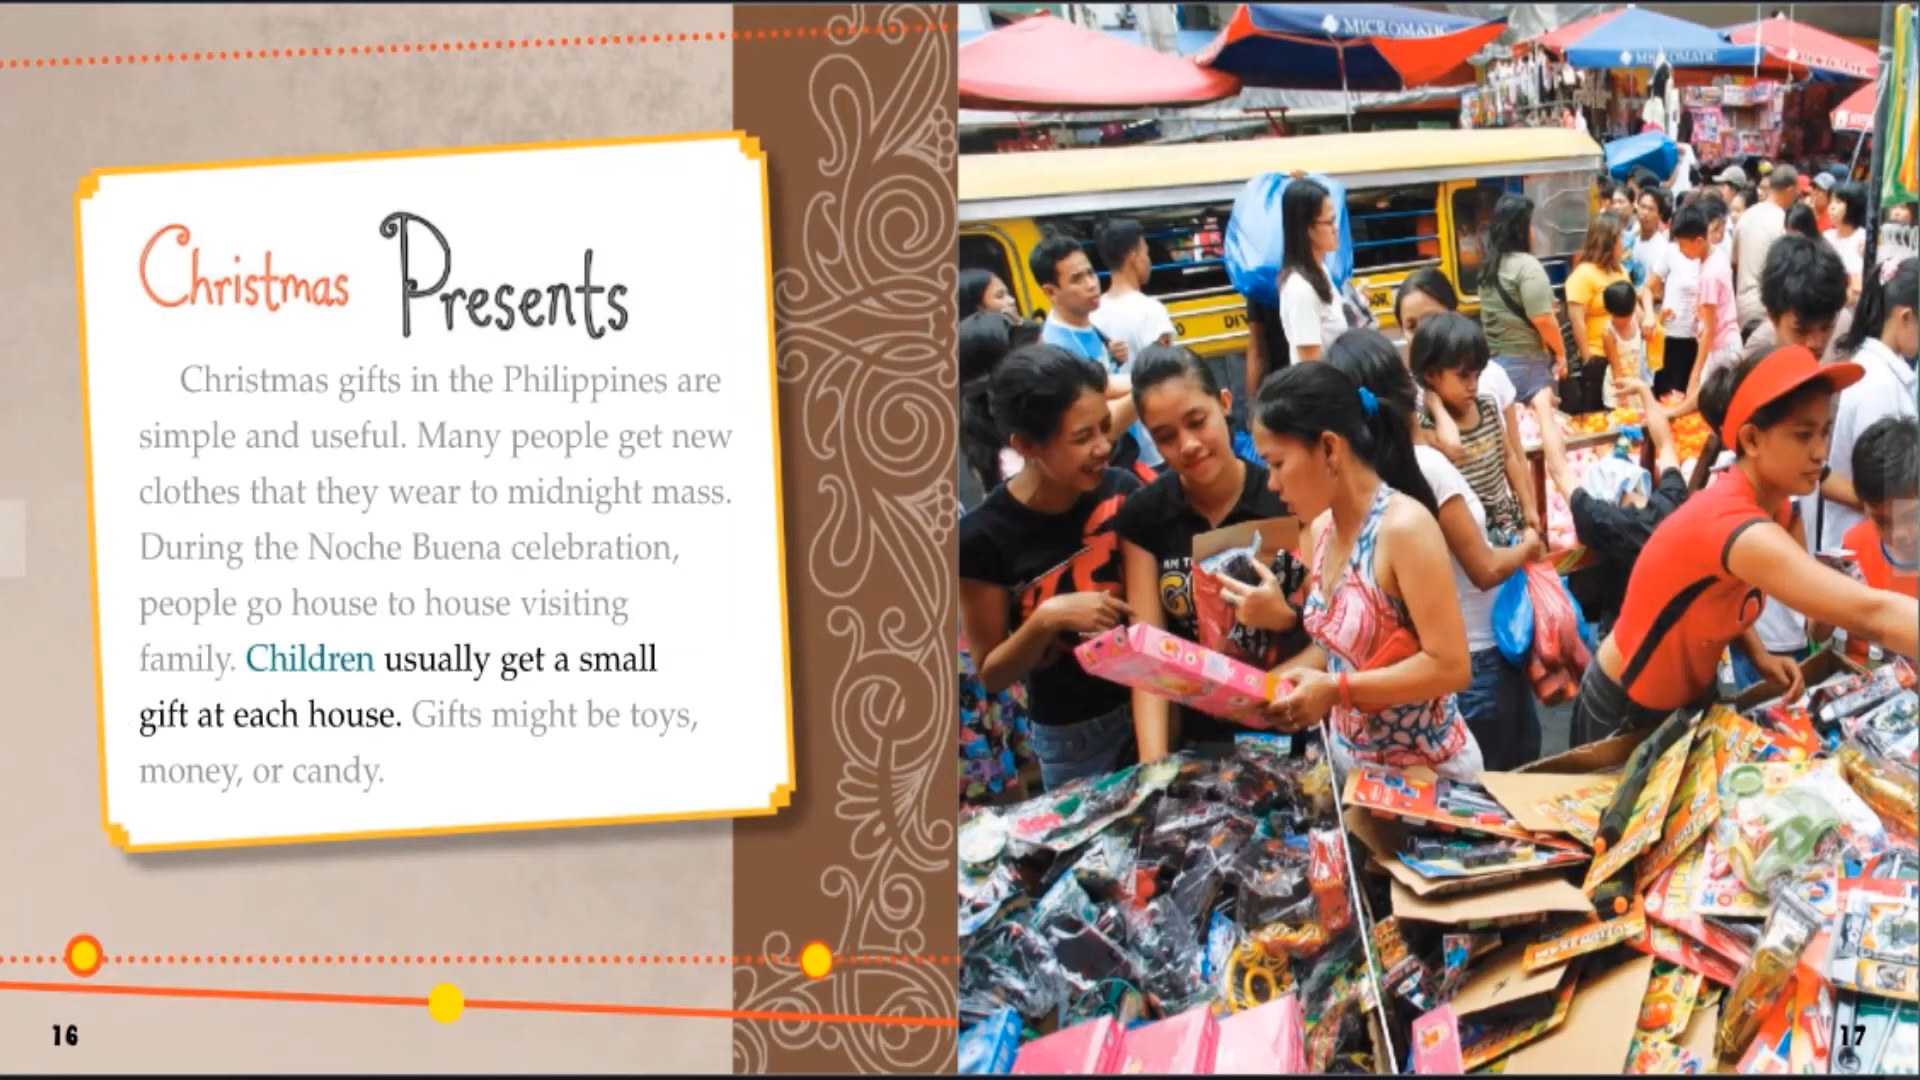 Christmas Presents
Christmas gifts in the Philippines are
simple and useful. Many people get new
clothes that they wear to midnight mass.
During the Noche Buena celebration,
people go house to house visiting
family. Children usually get a small
gift at each house. Gifts might be toys,
money, or candy.
16
MICROMATIC
MICROMATIC
MICROMATIC
17